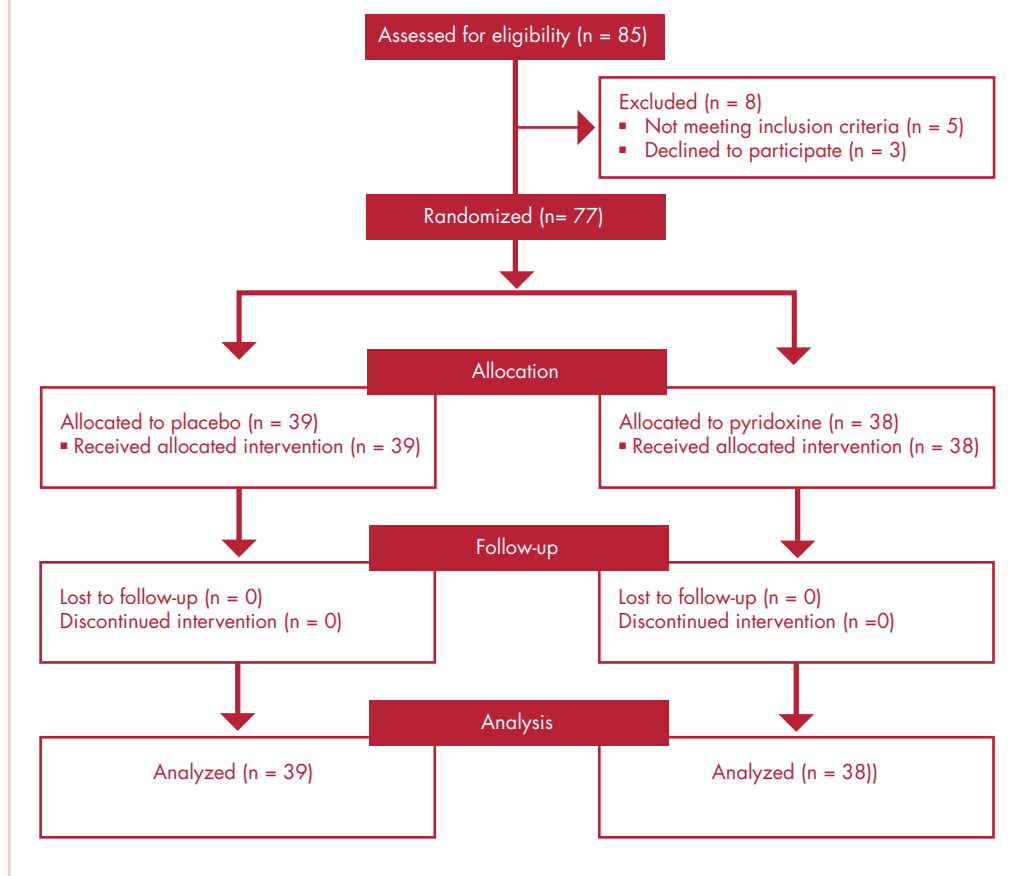 Assessed for eligibility (n = 85)
Excluded (n = 8)
▪ Not meeting inclusion criteria (n = 5)
▪ Declined to participate (n = 3)
Randomized (n= 77)
Allocation
Allocated to placebo (n = 39)
▪ Received allocated intervention (n = 39)
Allocated to pyridoxine (n = 38)
▪ Received allocated intervention (n = 38)
Follow-up
Lost to follow-up (n = 0)
Discontinued intervention (n = 0)
Lost to follow-up (n = 0)
Discontinued intervention (n =0)
Analysis
Analyzed (n = 39)
Analyzed (n = 38))